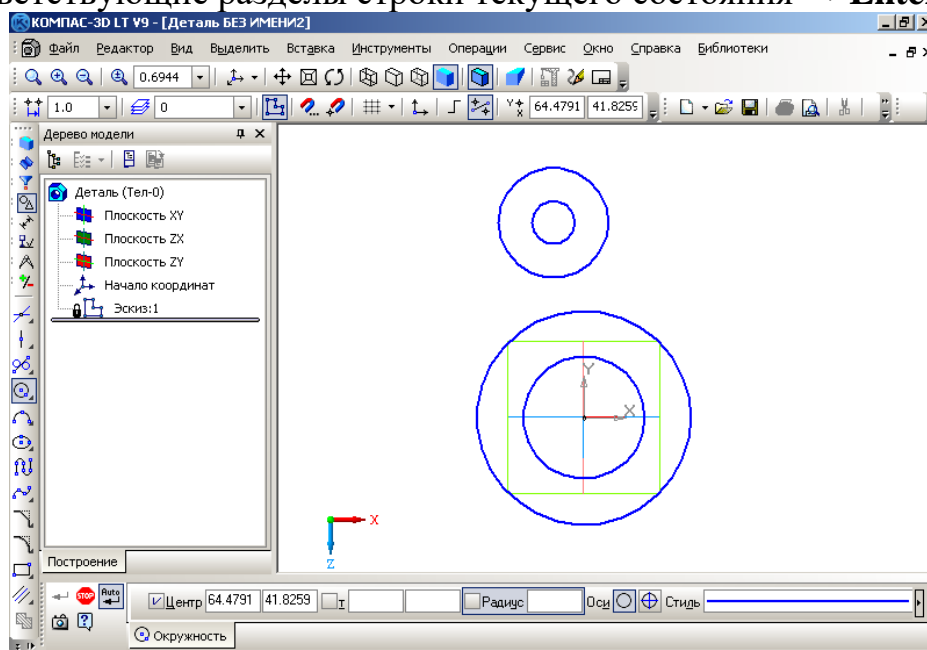 ветствующие разделы строки текущего состояния → Enter
КОМПАС-3D LT V9 - [Деталь БЕЗ ИМЕНИ2]
Файл Редактор Вид Выделить Вставка Инструменты Операции Сервис Окно Справка Библиотеки
0.6944
1.0 0 64.4791 41.8259
Дерево модели
Деталь (Тел-0)
Плоскость XY
Плоскость ZX
Плоскость ZY
Начало координат
Эскиз:1
Y
X
X
Z
Построение
STOP Auto Центр 64.4791 41.8259 т Радиус Оси Стиль
Окружность